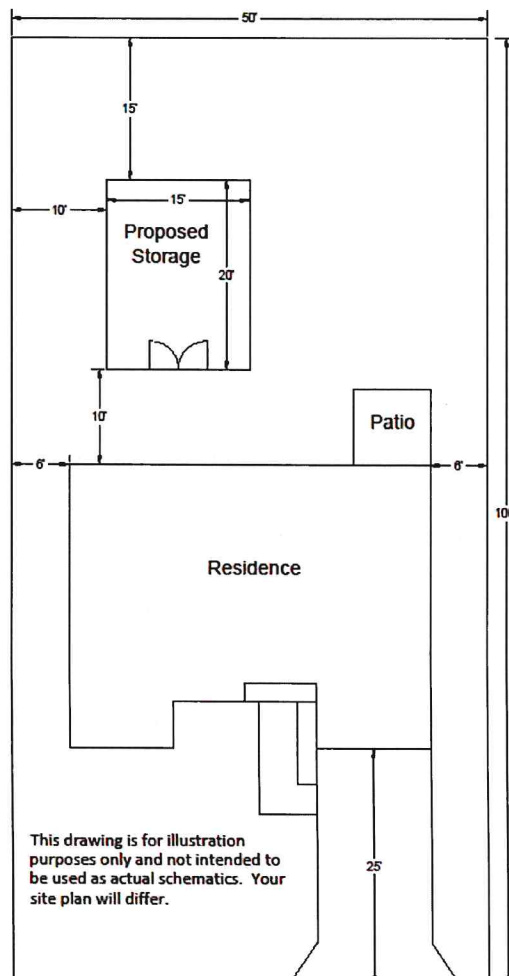 50'
15'
10'
15'
Proposed
Storage
20'
10'
Patio
6'
6'
10
Residence
This drawing is for illustration
purposes only and not intended to
be used as actual schematics. Your
site plan will differ.
25'